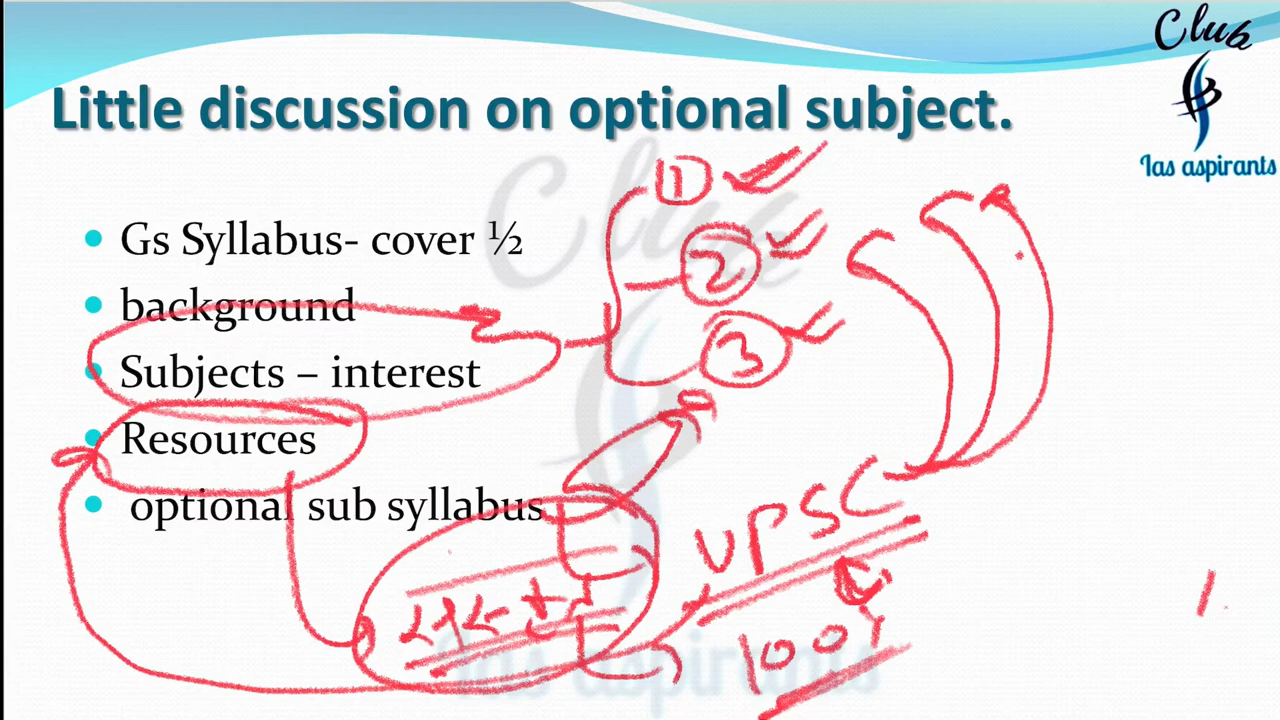 Club
Ias aspirants
Little discussion on optional subject.
• Gs Syllabus- cover ½
• background
• Subjects – interest
• Resources
• optional sub syllabus
1
2
3
UPSC